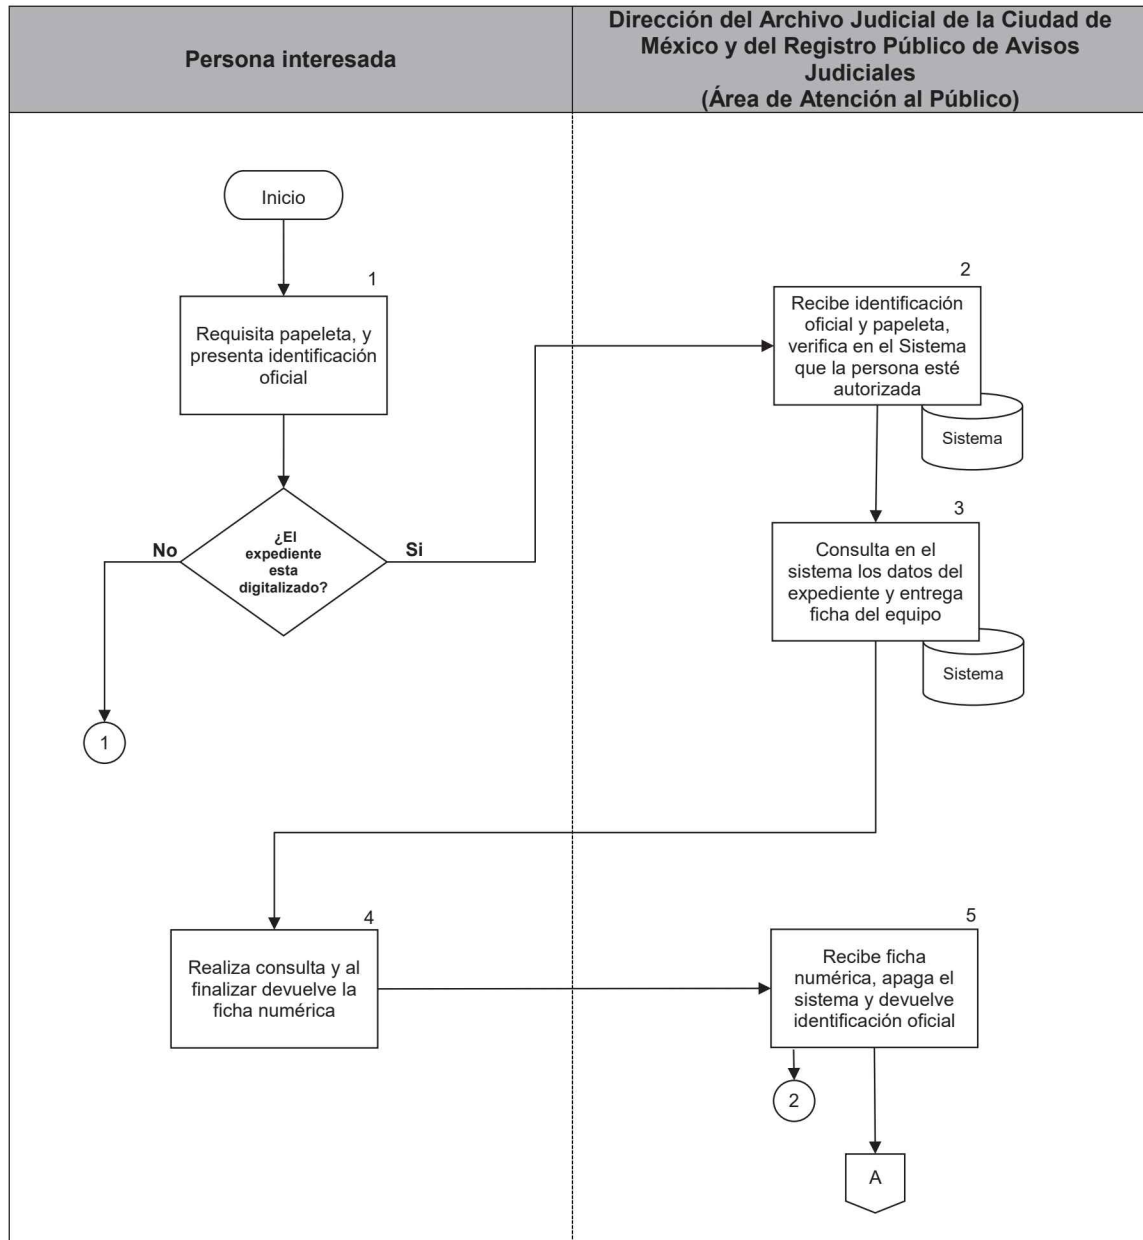 Persona interesada
Dirección del Archivo Judicial de la Ciudad de
México y del Registro Público de Avisos
Judiciales
(Área de Atención al Público)
Inicio
1
Requisita papeleta, y
presenta identificación
oficial
2
Recibe identificación
oficial y papeleta,
verifica en el Sistema
que la persona esté
autorizada
Sistema
¿El
expediente
esta
digitalizado?
No
Si
1
3
Consulta en el
sistema los datos del
expediente y entrega
ficha del equipo
Sistema
4
Realiza consulta y al
finalizar devuelve la
ficha numérica
5
Recibe ficha
numérica, apaga el
sistema y devuelve
identificación oficial
2
A